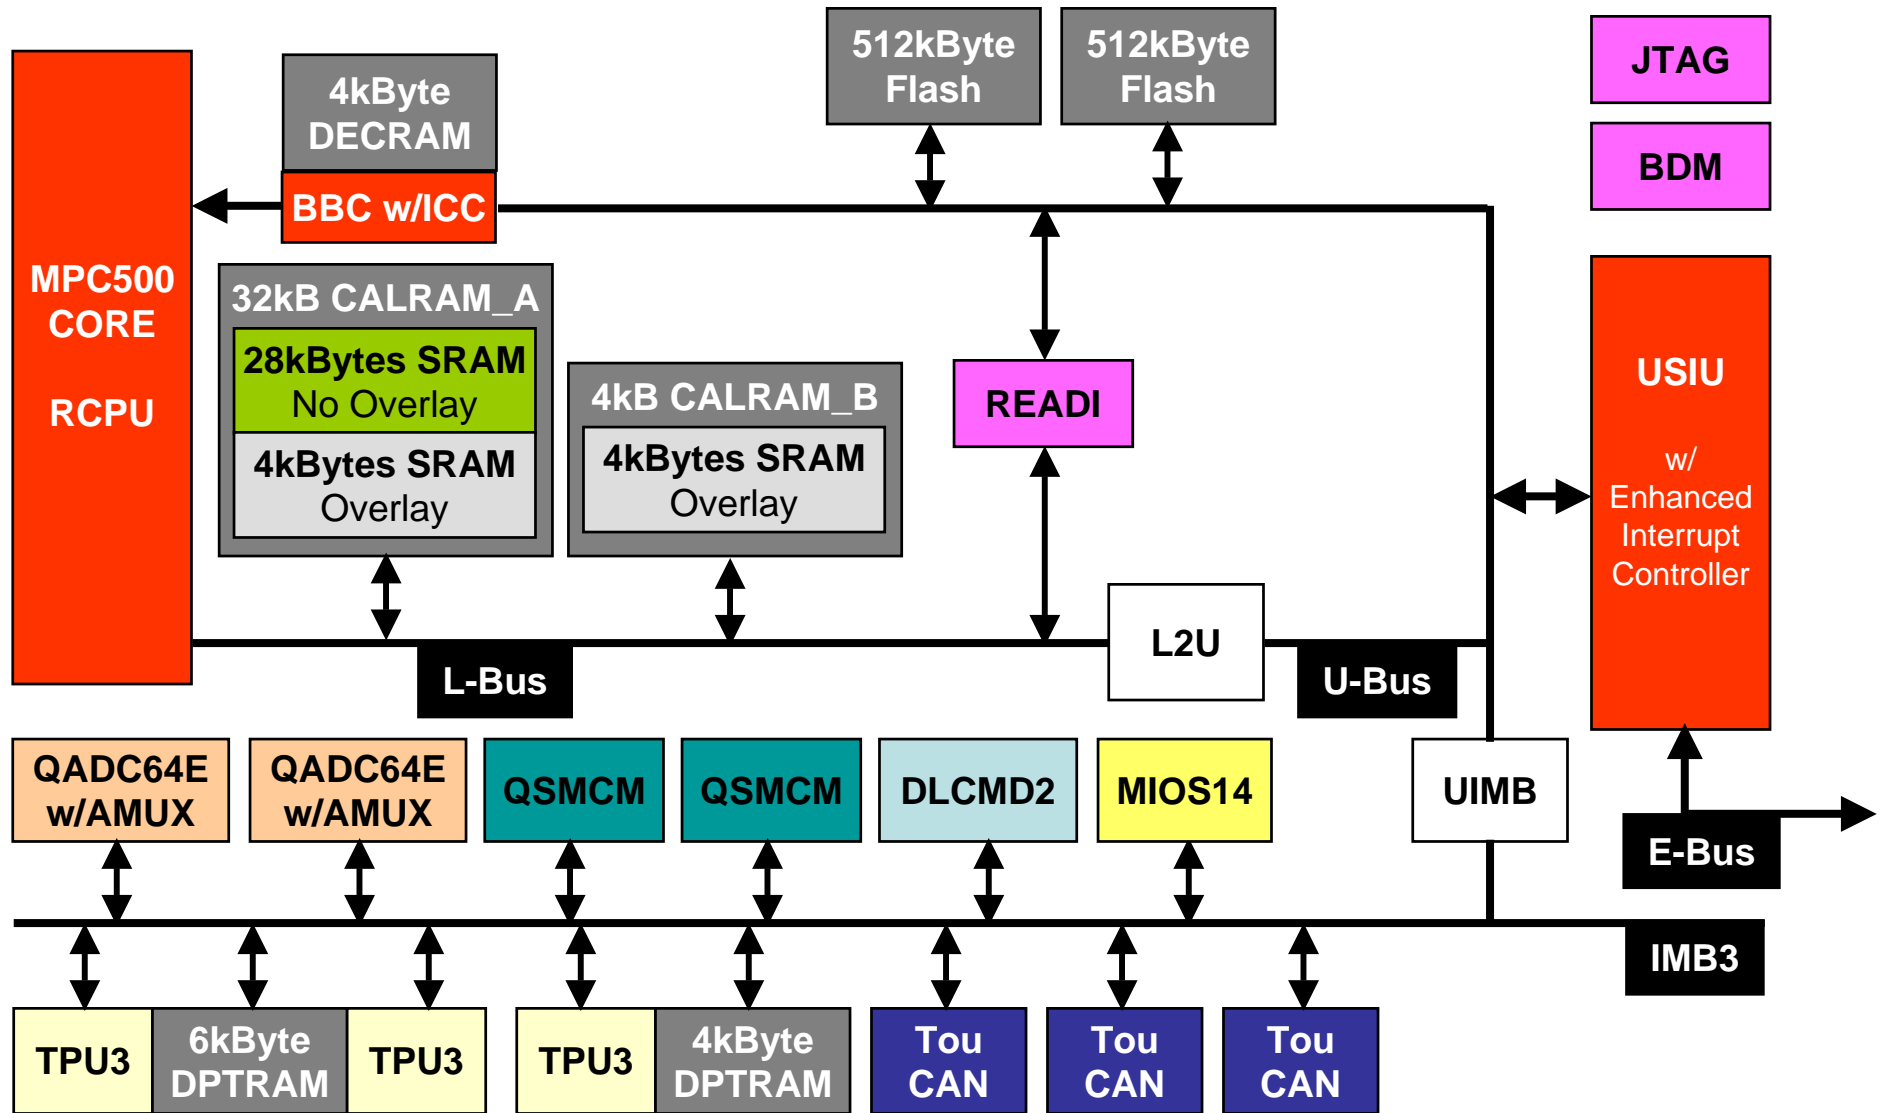 512kByte
Flash
512kByte
Flash
JTAG
4kByte
DECRAM
BDM
BBC w/ICC
MPC500
CORE
RCPU
32kB CALRAM_A
28kBytes SRAM
No Overlay
4kBytes SRAM
Overlay
4kB CALRAM_B
4kBytes SRAM
Overlay
READI
USIU
w/
Enhanced
Interrupt
Controller
L2U
L-Bus
U-Bus
QADC64E
w/AMUX
QADC64E
w/AMUX
QSMCM
QSMCM
DLCMD2
MIOS14
UIMB
E-Bus
IMB3
TPU3
6kByte
DPTRAM
TPU3
TPU3
4kByte
DPTRAM
Tou
CAN
Tou
CAN
Tou
CAN